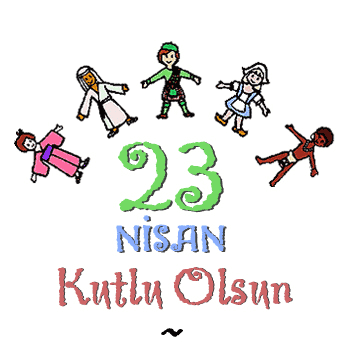 23
NİSAN
Kutlu Olsun
~